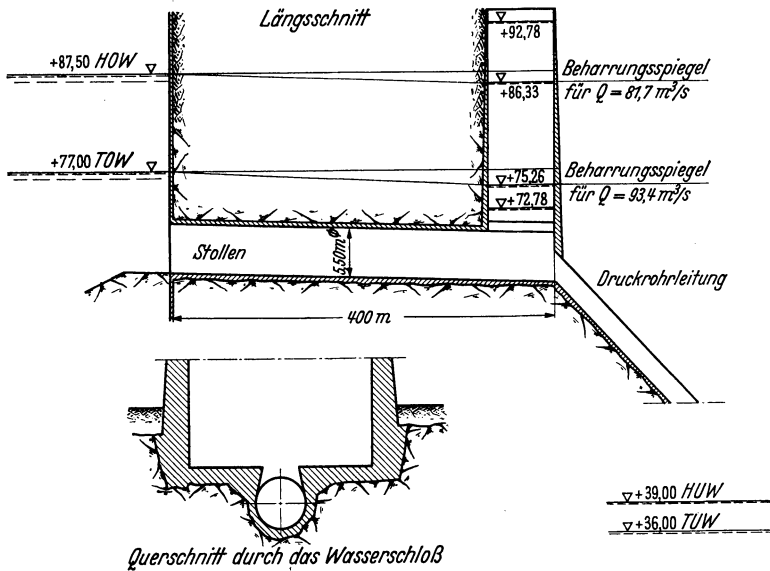 Längsschnitt
+92,78
+87,50 HOW
+86,33
Beharrungsspiegel
für Q = 81,7 m³/s
+77,00 TOW
+75,26
+72,78
Beharrungsspiegel
für Q = 93,4 m³/s
Stollen
5,50m ϕ
Druckrohrleitung
400 m
+39,00 HUW
+36,00 TUW
Querschnitt durch das Wasserschloß